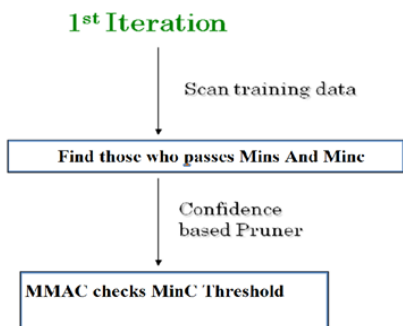 1st Iteration
Scan training data
Find those who passes Mins And Minc
Confidence
based Pruner
MMAC checks MinC Threshold